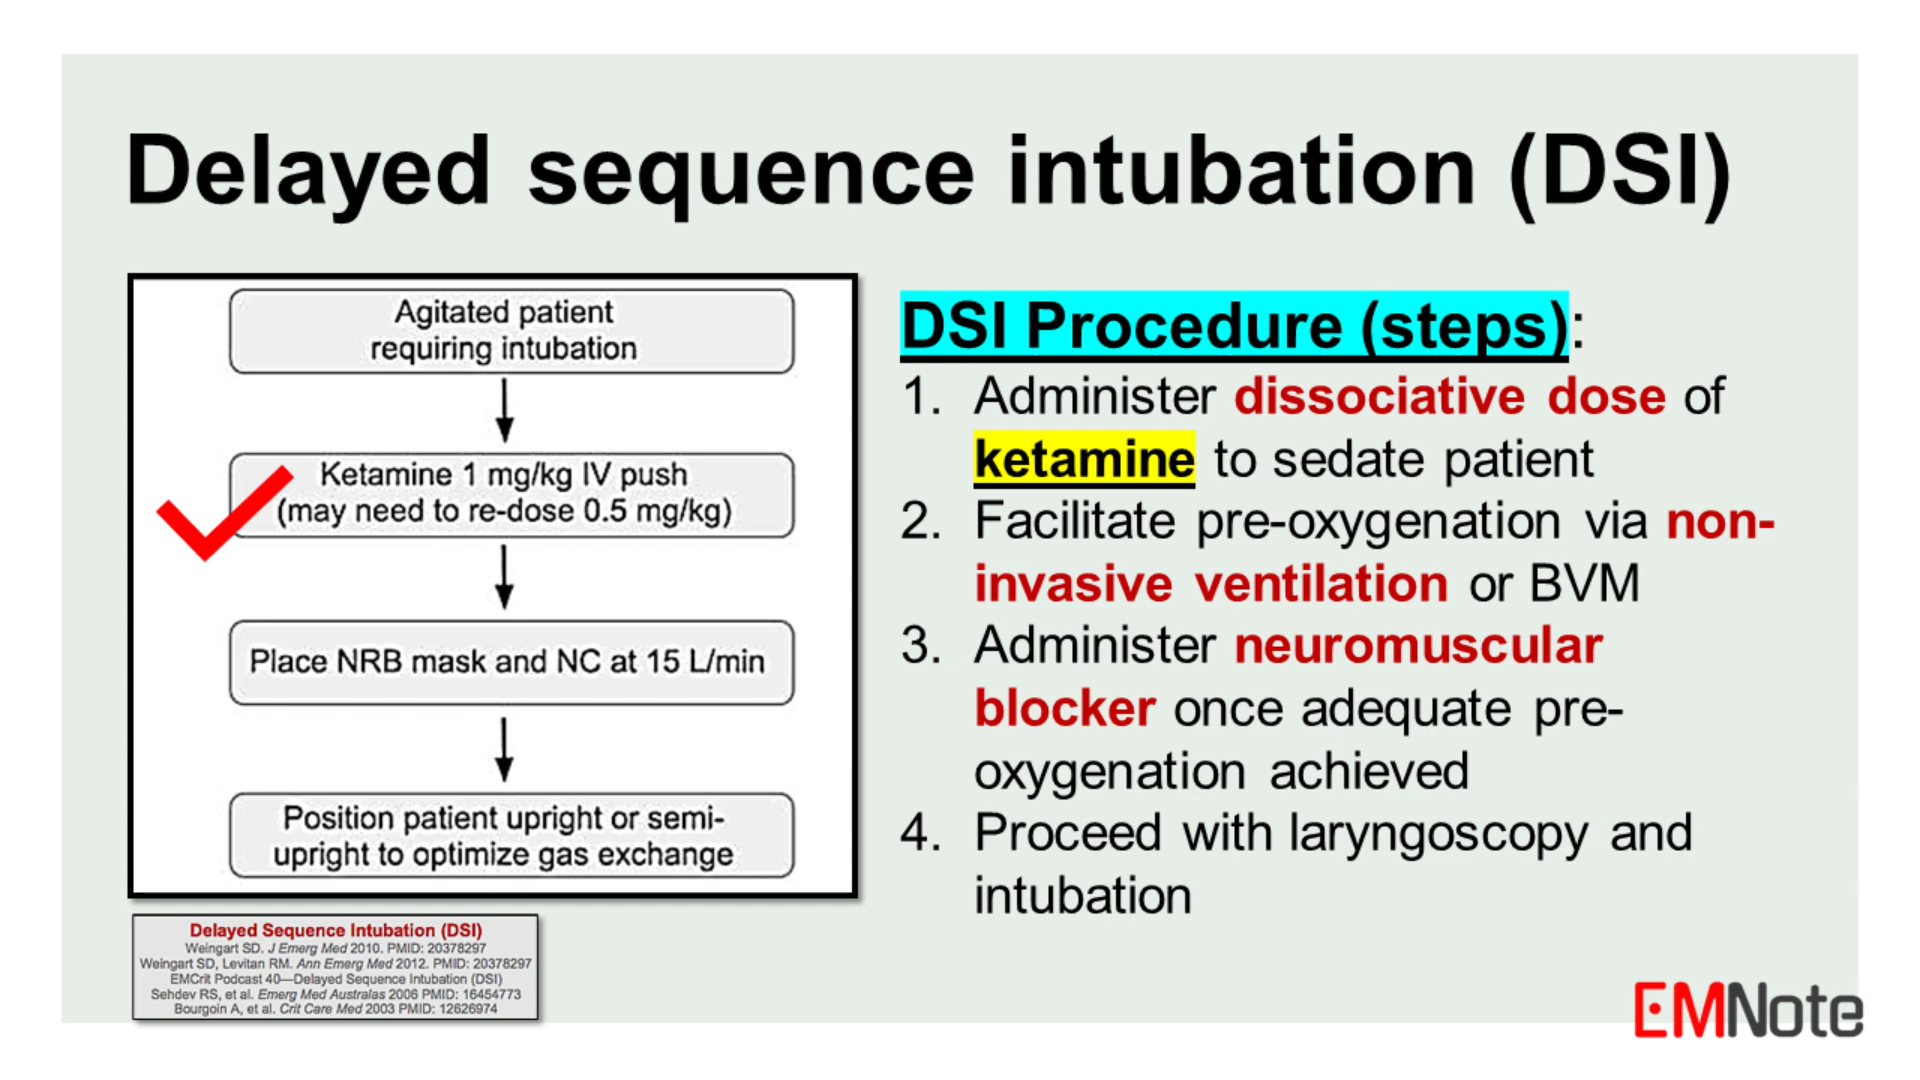 Delayed sequence intubation (DSI)
Agitated patient
requiring intubation
Ketamine 1 mg/kg IV push
(may need to re-dose 0.5 mg/kg)
Place NRB mask and NC at 15 L/min
Position patient upright or semi-
upright to optimize gas exchange
Delayed Sequence Intubation (DSI)
Weingart SD. J Emerg Med 2010. PMID: 20378297
Weingart SD, Levitan RM. Ann Emerg Med 2012. PMID: 20378297
EMCrit Podcast 40—Delayed Sequence Intubation (DSI)
Sehdev RS, et al. Emerg Med Australas 2006 PMID: 16454773
Bourgoin A, et al. Crit Care Med 2003 PMID: 12626974
DSI Procedure (steps):
1. Administer dissociative dose of
ketamine to sedate patient
2. Facilitate pre-oxygenation via non-
invasive ventilation or BVM
3. Administer neuromuscular
blocker once adequate pre-
oxygenation achieved
4. Proceed with laryngoscopy and
intubation
EMNote